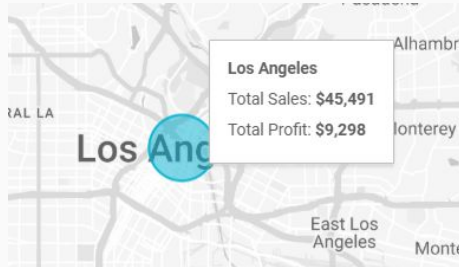 Los Angeles
Total Sales: $45,491
Total Profit: $9,298
Alhambr
RAL LA
Los Ang
onterey
East Los
Angeles
Monte